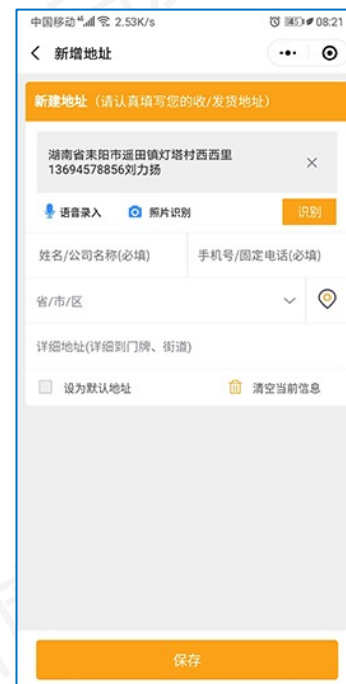 中国移动 4G 2.53K/s 08:21
新增地址
新建地址（请认真填写您的收/发货地址）
湖南省耒阳市遥田镇灯塔村西西里
13694578856刘力扬
语音录入 照片识别 识别
姓名/公司名称(必填) 手机号/固定电话(必填)
省/市/区
详细地址(详细到门牌、街道)
设为默认地址 清空当前信息
保存